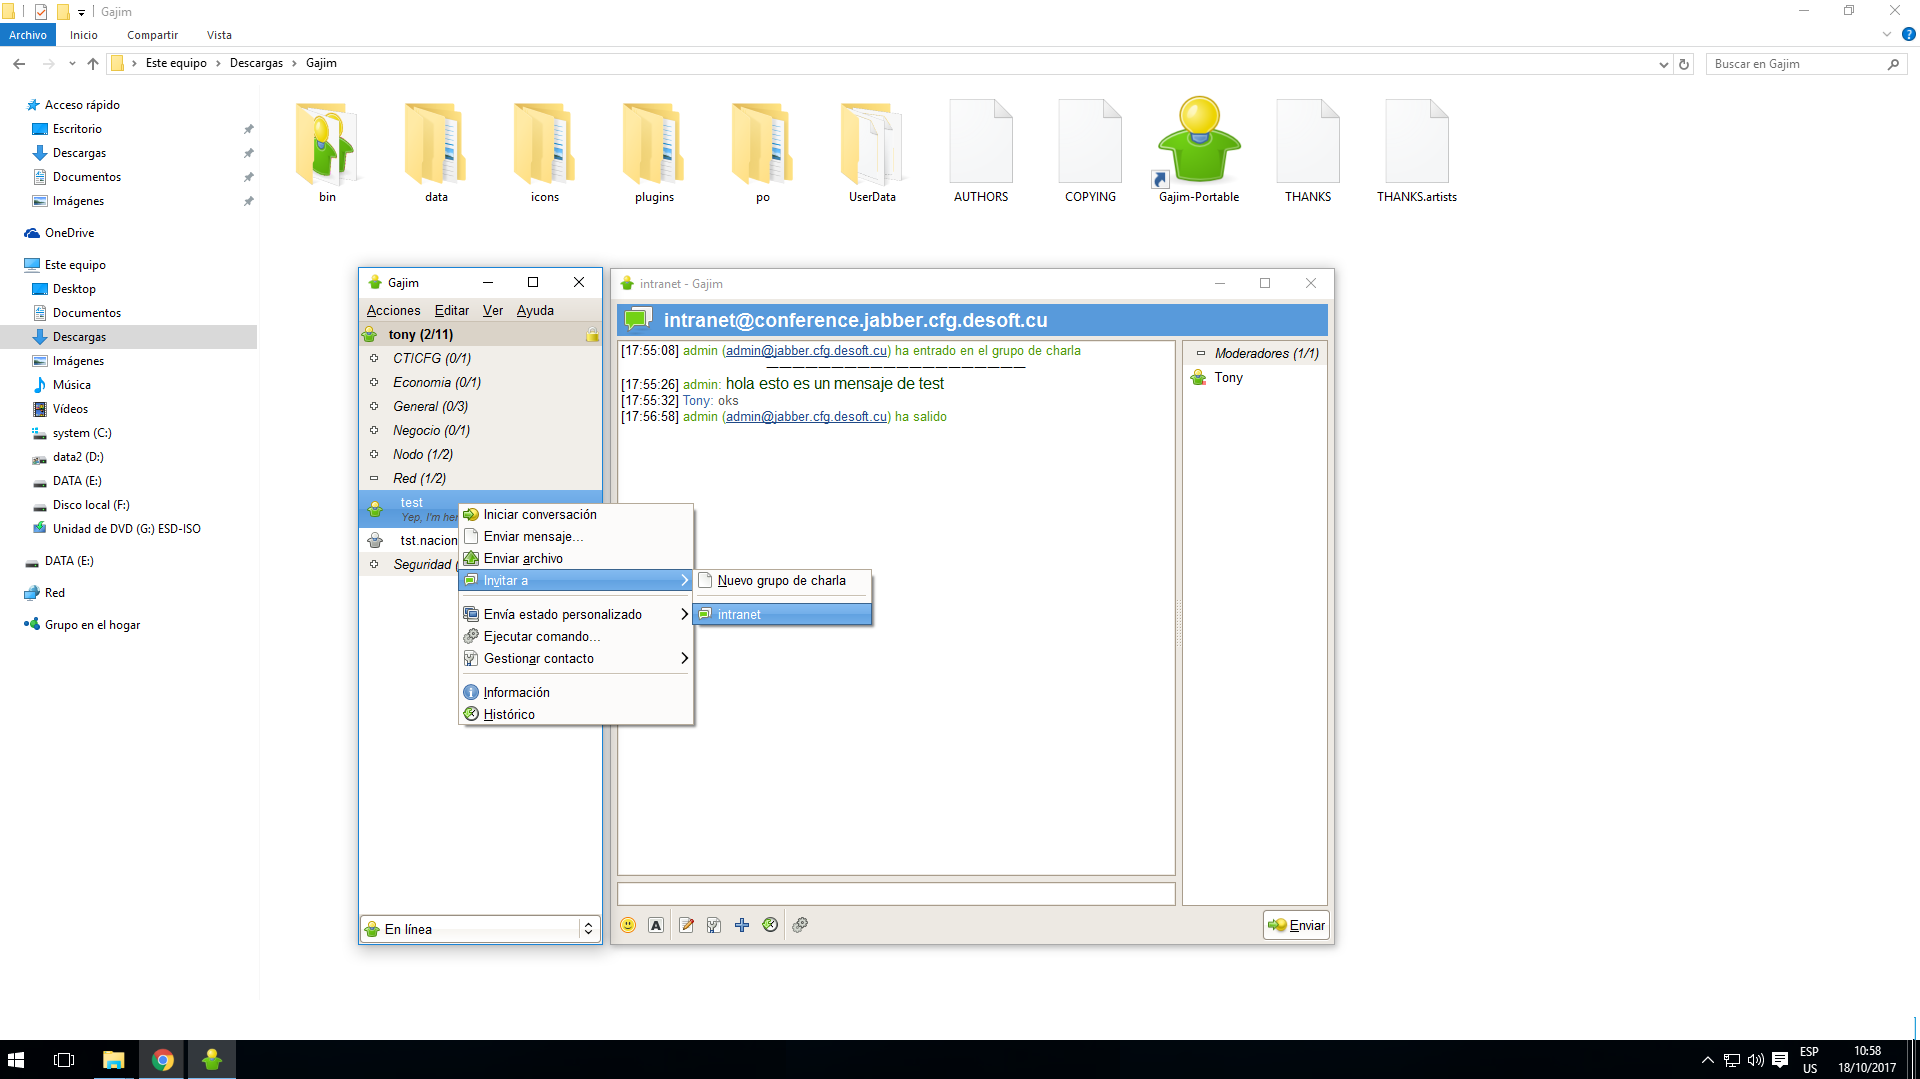 Gajim
Archivo
Inicio
Compartir
Vista
Este equipo
Descargas
Gajim
Buscar en Gajim
Acceso rápido
Escritorio
Descargas
Documentos
Imágenes
OneDrive
Este equipo
Desktop
Documentos
Descargas
Imágenes
Música
Vídeos
system (C:)
data2 (D:)
DATA (E:)
Disco local (F:)
Unidad de DVD (G:) ESD-ISO
DATA (E:)
Red
Grupo en el hogar
bin
data
icons
plugins
po
UserData
AUTHORS
COPYING
Gajim-Portable
THANKS
THANKS.artists
Gajim
Acciones Editar Ver Ayuda
tony (2/11)
CTICFG (0/1)
Economia (0/1)
General (0/3)
Negocio (0/1)
Nodo (1/2)
Red (1/2)
test
Yep, I'm her
tst.nacion
Seguridad (
En línea
Iniciar conversación
Enviar mensaje...
Enviar archivo
Invitar a
Envía estado personalizado
Ejecutar comando...
Gestionar contacto
Información
Histórico
Nuevo grupo de charla
intranet
intranet - Gajim
intranet@conference.jabber.cfg.desoft.cu
[17:55:08] admin (admin@jabber.cfg.desoft.cu) ha entrado en el grupo de charla
[17:55:26] admin: hola esto es un mensaje de test
[17:55:32] Tony: oks
[17:56:58] admin (admin@jabber.cfg.desoft.cu) ha salido
Moderadores (1/1)
Tony
A
Enviar
ESP
US
10:58
18/10/2017